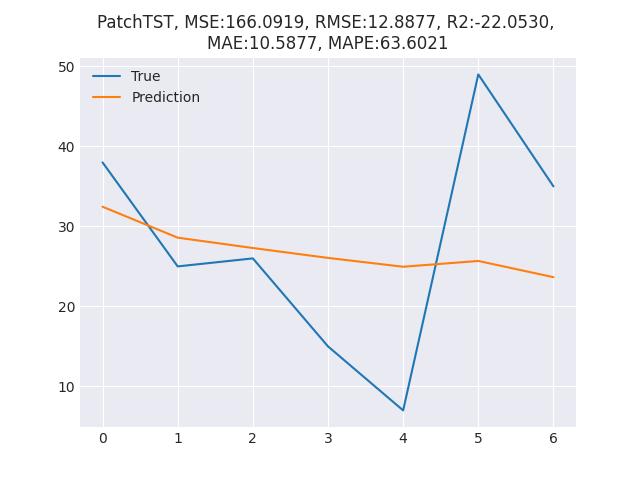 PatchTST, MSE:166.0919, RMSE:12.8877, R2:-22.0530,
MAE:10.5877, MAPE:63.6021
True
Prediction
50
40
30
20
10
0 1 2 3 4 5 6